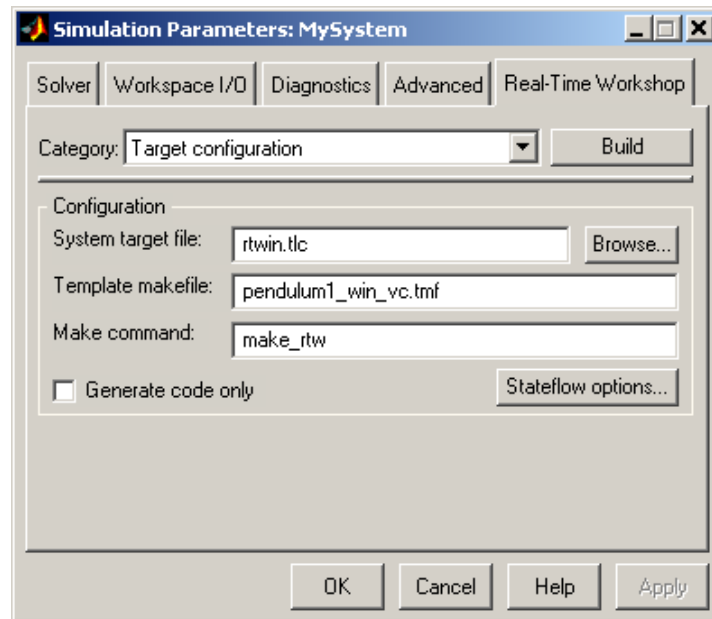 Simulation Parameters: MySystem
Solver Workspace I/O Diagnostics Advanced Real-Time Workshop
Category: Target configuration Build
Configuration
System target file: rtwin.tlc Browse...
Template makefile: pendulum1_win_vc.tmf
Make command: make_rtw
Generate code only Stateflow options...
OK Cancel Help Apply